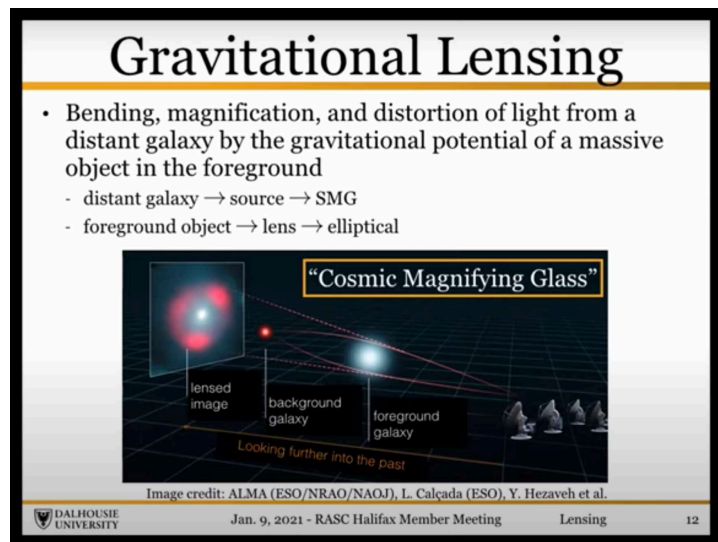 Gravitational Lensing
• Bending, magnification, and distortion of light from a
distant galaxy by the gravitational potential of a massive
object in the foreground
- distant galaxy → source → SMG
- foreground object → lens → elliptical
“Cosmic Magnifying Glass”
lensed
image
background
galaxy
foreground
galaxy
Looking further into the past
Image credit: ALMA (ESO/NRAO/NAOJ), L. Calçada (ESO), Y. Hezaveh et al.
DALHOUSIE
UNIVERSITY
Jan. 9, 2021 - RASC Halifax Member Meeting
Lensing
12